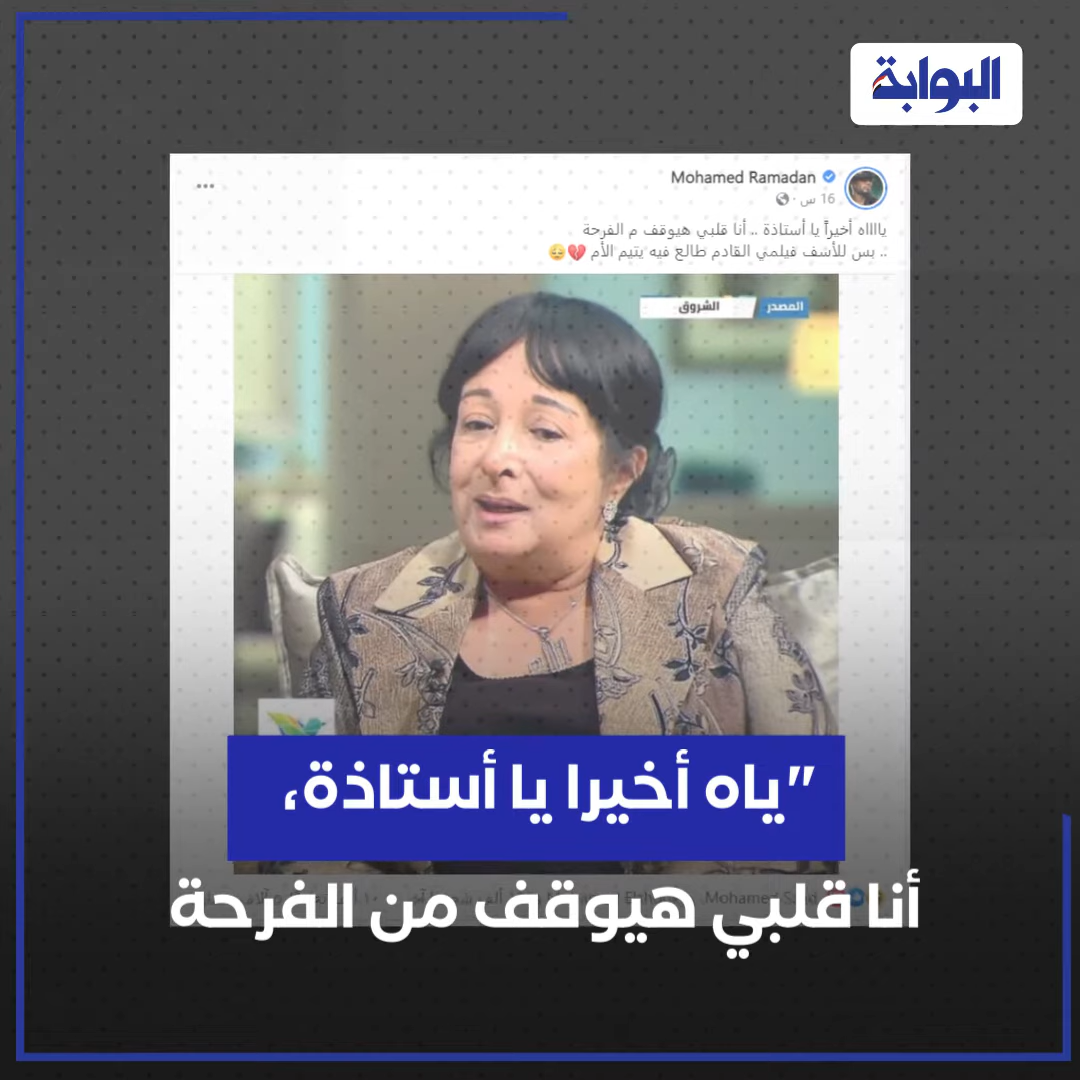 البوابة
Mohamed Ramadan
16 س
ياااه أخيراً يا أستاذة .. أنا قلبي هيوقف م الفرحة
.. بس للأسف فيلمي القادم طالع فيه يتيم الأم 💔😔
المصدر الشروق
"ياه أخيرا يا أستاذة،
أنا قلبي هيوقف من الفرحة